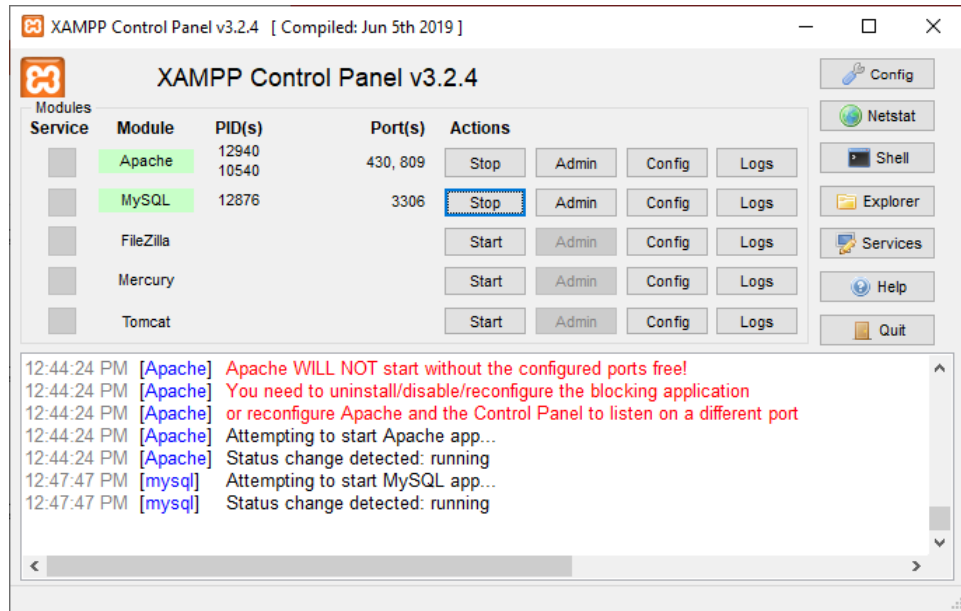 XAMPP Control Panel v3.2.4 [ Compiled: Jun 5th 2019 ]
XAMPP Control Panel v3.2.4
Config
Modules
Netstat
Service Module PID(s) Port(s) Actions
Apache 12940 10540 430, 809 Stop Admin Config Logs
Shell
MySQL 12876 3306 Stop Admin Config Logs
Explorer
FileZilla Start Admin Config Logs
Services
Mercury Start Admin Config Logs
Help
Tomcat Start Admin Config Logs
Quit
12:44:24 PM [Apache] Apache WILL NOT start without the configured ports free!
12:44:24 PM [Apache] You need to uninstall/disable/reconfigure the blocking application
12:44:24 PM [Apache] or reconfigure Apache and the Control Panel to listen on a different port
12:44:24 PM [Apache] Attempting to start Apache app...
12:44:24 PM [Apache] Status change detected: running
12:47:47 PM [mysql] Attempting to start MySQL app...
12:47:47 PM [mysql] Status change detected: running